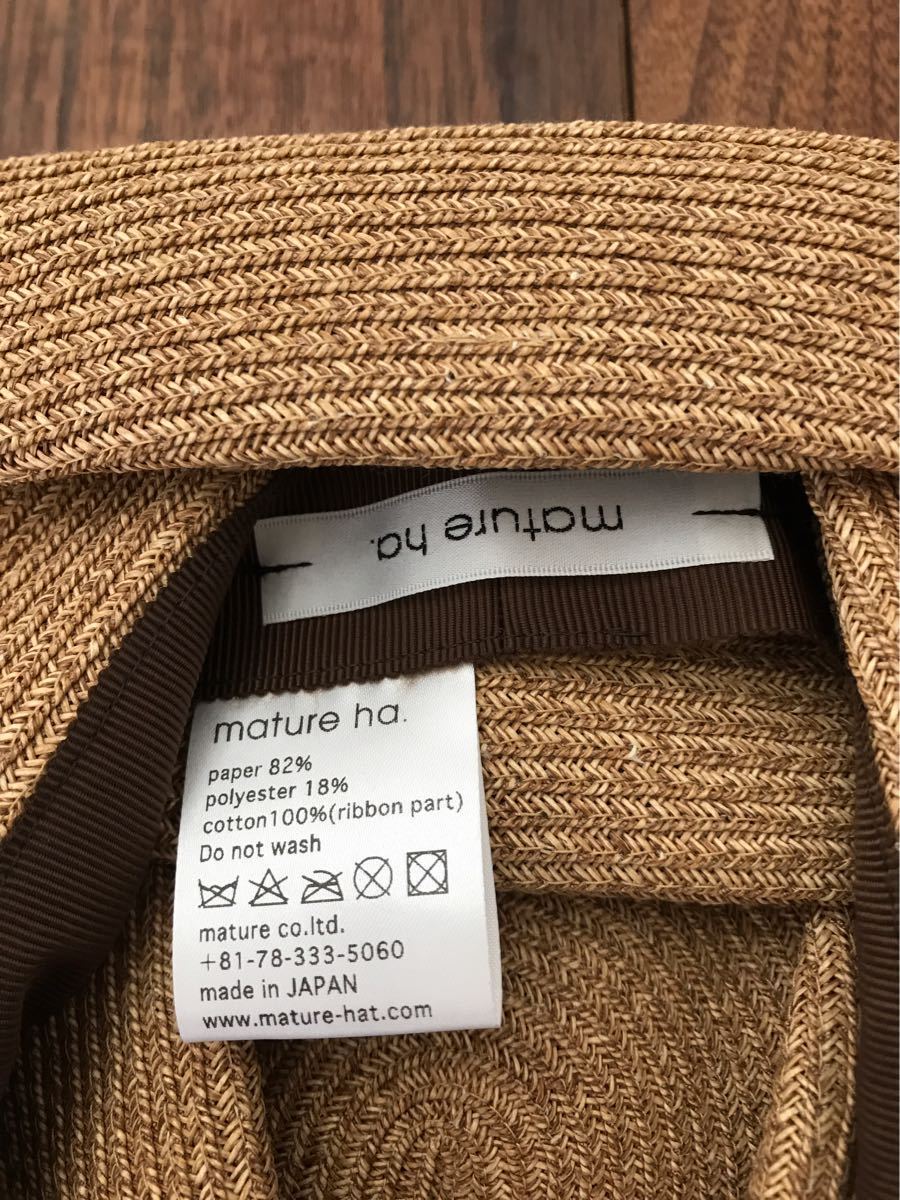 mature ha.
mature ha.
paper 82%
polyester 18%
cotton100%(ribbon part)
Do not wash
mature co.ltd.
+81-78-333-5060
made in JAPAN
www.mature-hat.com